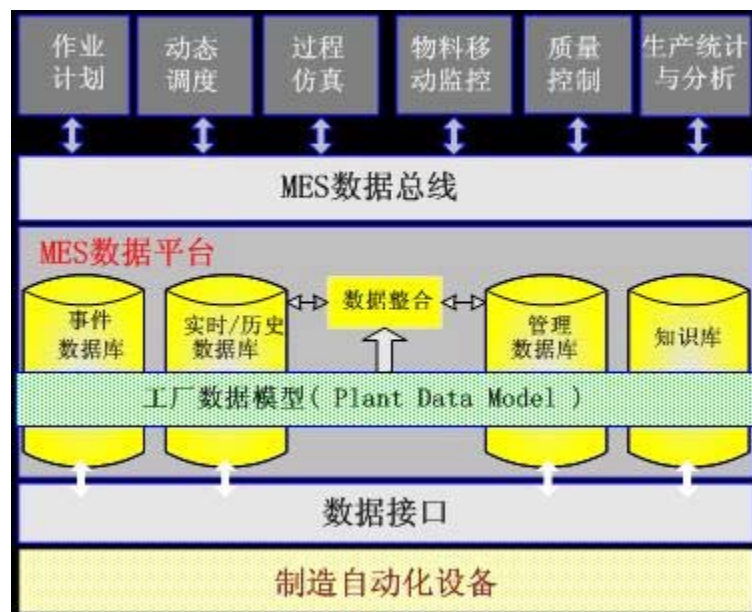 作业
计划
动态
调度
过程
仿真
物料移
动监控
质量
控制
生产统计
与分析
MES数据总线
MES数据平台
事件
数据库
实时/历史
数据库
数据整合
管理
数据库
知识库
工厂数据模型( Plant Data Model )
数据接口
制造自动化设备